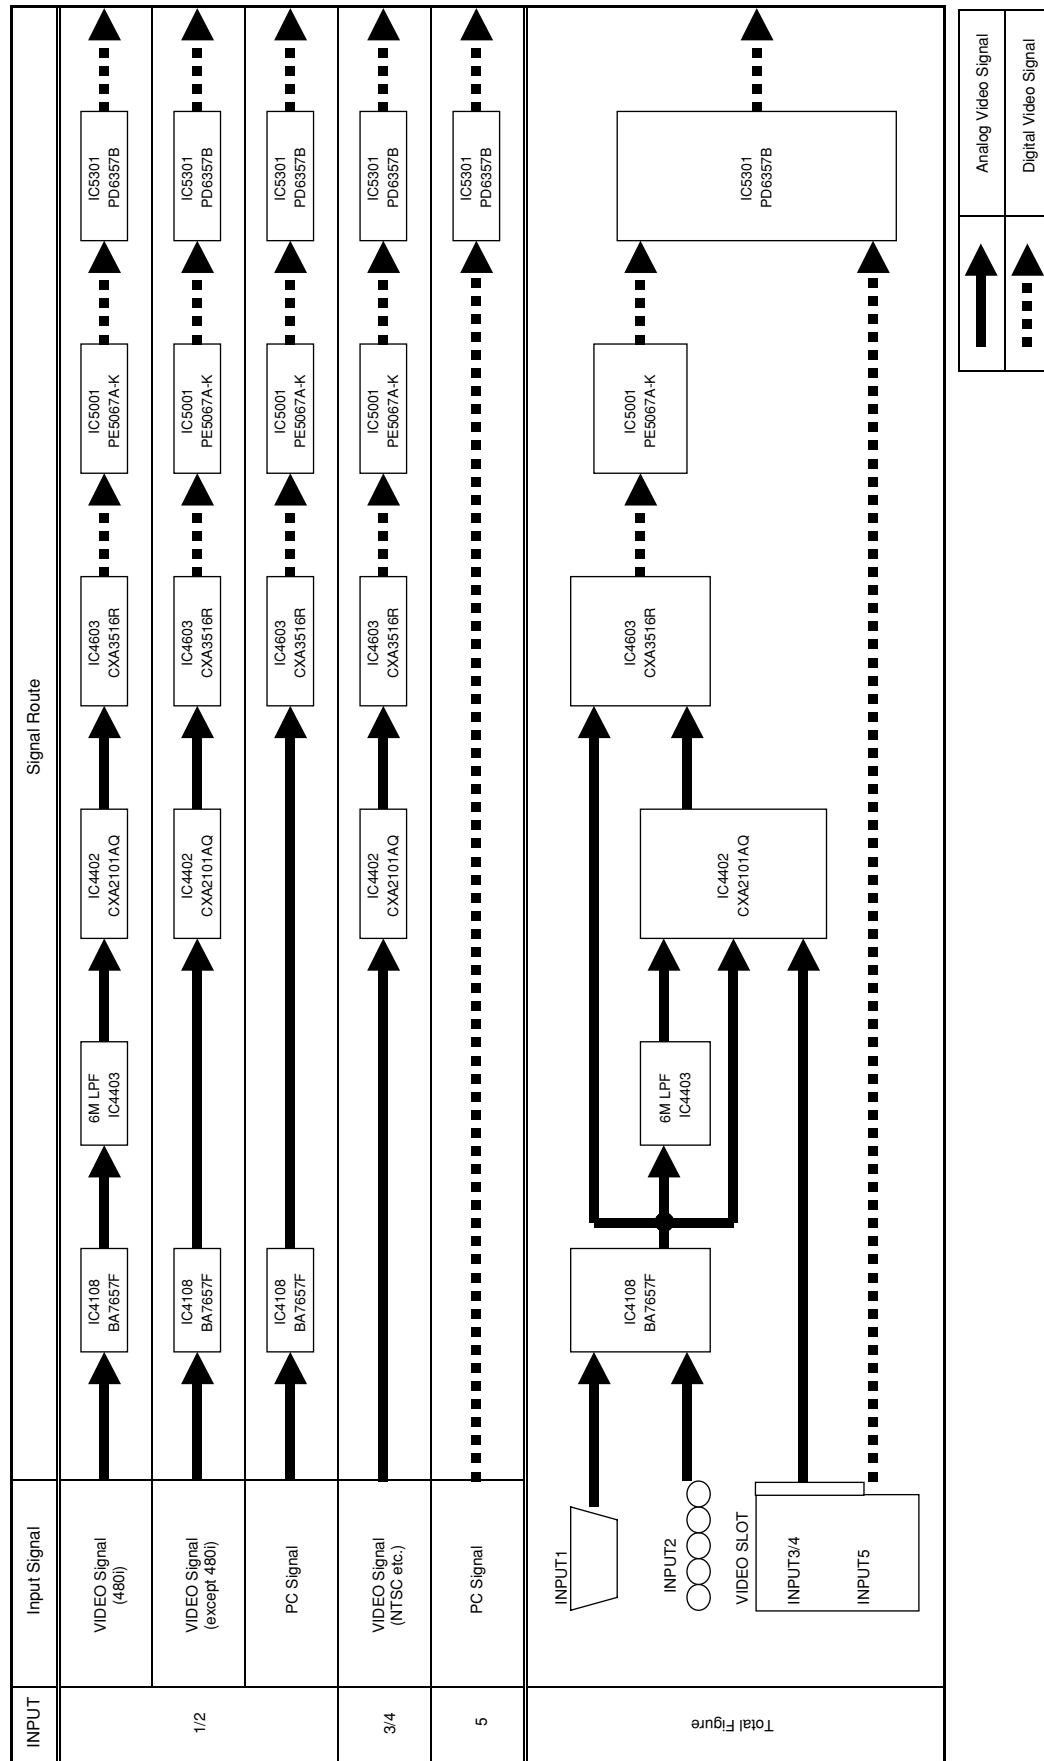 INPUT
Input Signal
Signal Route
1/2
VIDEO Signal
(480i)
IC4108
BA7657F
6M LPF
IC4403
IC4402
CXA2101AQ
IC4603
CXA3516R
IC5001
PE5067A-K
IC5301
PD6357B
VIDEO Signal
(except 480i)
IC4108
BA7657F
IC4402
CXA2101AQ
IC4603
CXA3516R
IC5001
PE5067A-K
IC5301
PD6357B
PC Signal
IC4108
BA7657F
IC4603
CXA3516R
IC5001
PE5067A-K
IC5301
PD6357B
3/4
VIDEO Signal
(NTSC etc.)
IC4402
CXA2101AQ
IC4603
CXA3516R
IC5001
PE5067A-K
IC5301
PD6357B
5
PC Signal
IC5301
PD6357B
Total Figure
INPUT1
INPUT2
VIDEO SLOT
INPUT3/4
INPUT5
IC4108
BA7657F
6M LPF
IC4403
IC4402
CXA2101AQ
IC4603
CXA3516R
IC5001
PE5067A-K
IC5301
PD6357B
Analog Video Signal
Digital Video Signal